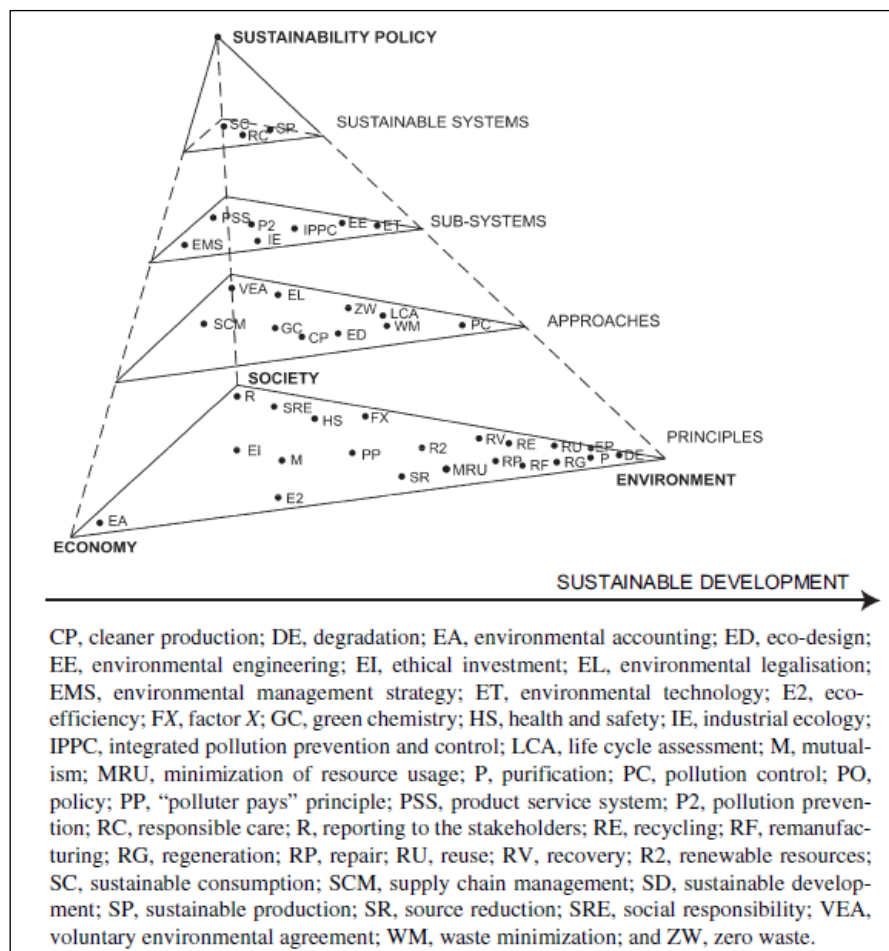 SUSTAINABILITY POLICY
SC
SP
RC
SUSTAINABLE SYSTEMS
PSS
P2
IPPC
EE
ET
SUB-SYSTEMS
EMS
IE
VEA
EL
ZW
LCA
SCM
GC
CP
ED
WM
PC
APPROACHES
SOCIETY
R
SRE
HS
FX
EI
M
PP
R2
RV
RE
RU
EP
PRINCIPLES
SR
MRU
RP
RF
RG
P
DE
E2
ENVIRONMENT
EA
ECONOMY
SUSTAINABLE DEVELOPMENT
CP, cleaner production; DE, degradation; EA, environmental accounting; ED, eco-design;
EE, environmental engineering; EI, ethical investment; EL, environmental legalisation;
EMS, environmental management strategy; ET, environmental technology; E2, eco-
efficiency; FX, factor X; GC, green chemistry; HS, health and safety; IE, industrial ecology;
IPPC, integrated pollution prevention and control; LCA, life cycle assessment; M, mutual-
ism; MRU, minimization of resource usage; P, purification; PC, pollution control; PO,
policy; PP, “polluter pays” principle; PSS, product service system; P2, pollution preven-
tion; RC, responsible care; R, reporting to the stakeholders; RE, recycling; RF, remanufac-
turing; RG, regeneration; RP, repair; RU, reuse; RV, recovery; R2, renewable resources;
SC, sustainable consumption; SCM, supply chain management; SD, sustainable develop-
ment; SP, sustainable production; SR, source reduction; SRE, social responsibility; VEA,
voluntary environmental agreement; WM, waste minimization; and ZW, zero waste.